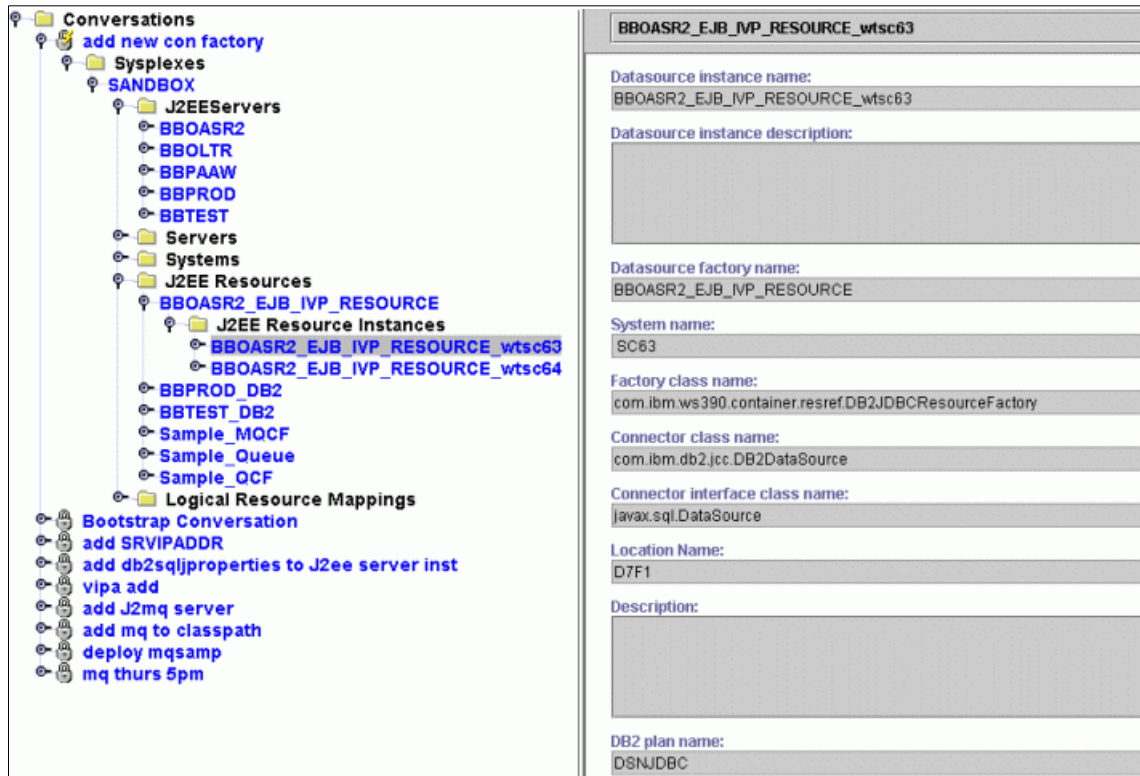 Conversations
add new con factory
Sysplexes
SANDBOX
J2EEServers
BBOASR2
BBOLTR
BBPAAW
BBPROD
BBTEST
Servers
Systems
J2EE Resources
BBOASR2_EJB_IVP_RESOURCE
J2EE Resource Instances
BBOASR2_EJB_IVP_RESOURCE_wtsc63
BBOASR2_EJB_IVP_RESOURCE_wtsc64
BBPROD_DB2
BBTEST_DB2
Sample_MQCF
Sample_Queue
Sample_QCF
Logical Resource Mappings
Bootstrap Conversation
add SRVIPADDR
add db2sqljproperties to J2ee server inst
vipa add
add J2mq server
add mq to classpath
deploy mqsamp
mq thurs 5pm
BBOASR2_EJB_IVP_RESOURCE_wtsc63
Datasource instance name:
BBOASR2_EJB_IVP_RESOURCE_wtsc63
Datasource instance description:
Datasource factory name:
BBOASR2_EJB_IVP_RESOURCE
System name:
SC63
Factory class name:
com.ibm.ws390.container.resref.DB2JDBCResourceFactory
Connector class name:
com.ibm.db2.jcc.DB2DataSource
Connector interface class name:
javax.sql.DataSource
Location Name:
D7F1
Description:
DB2 plan name:
DSNJDBC